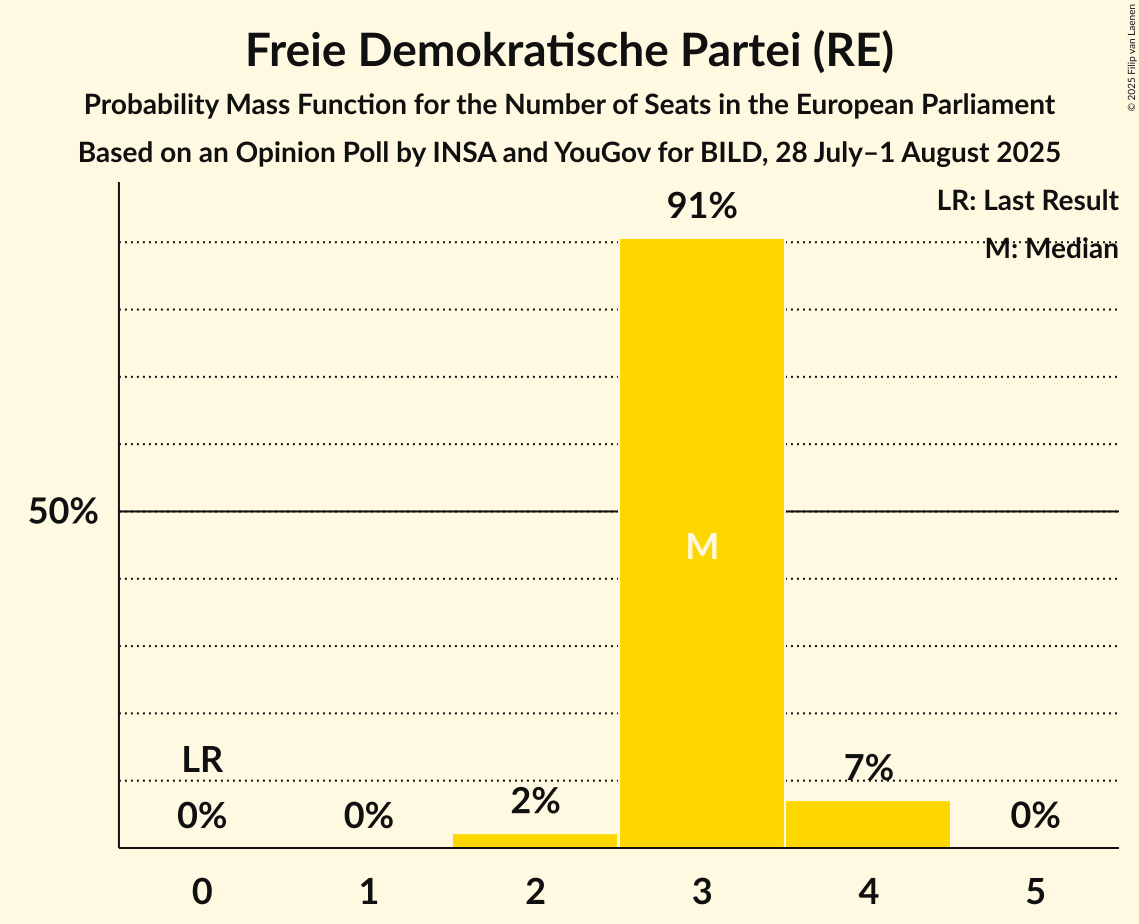 Freie Demokratische Partei (RE)
Probability Mass Function for the Number of Seats in the European Parliament
Based on an Opinion Poll by INSA and YouGov for BILD, 28 July–1 August 2025
© 2025 Filip van Laenen
LR: Last Result
M: Median
91%
50%
M
LR
0%
0%
2%
7%
0%
0
1
2
3
4
5